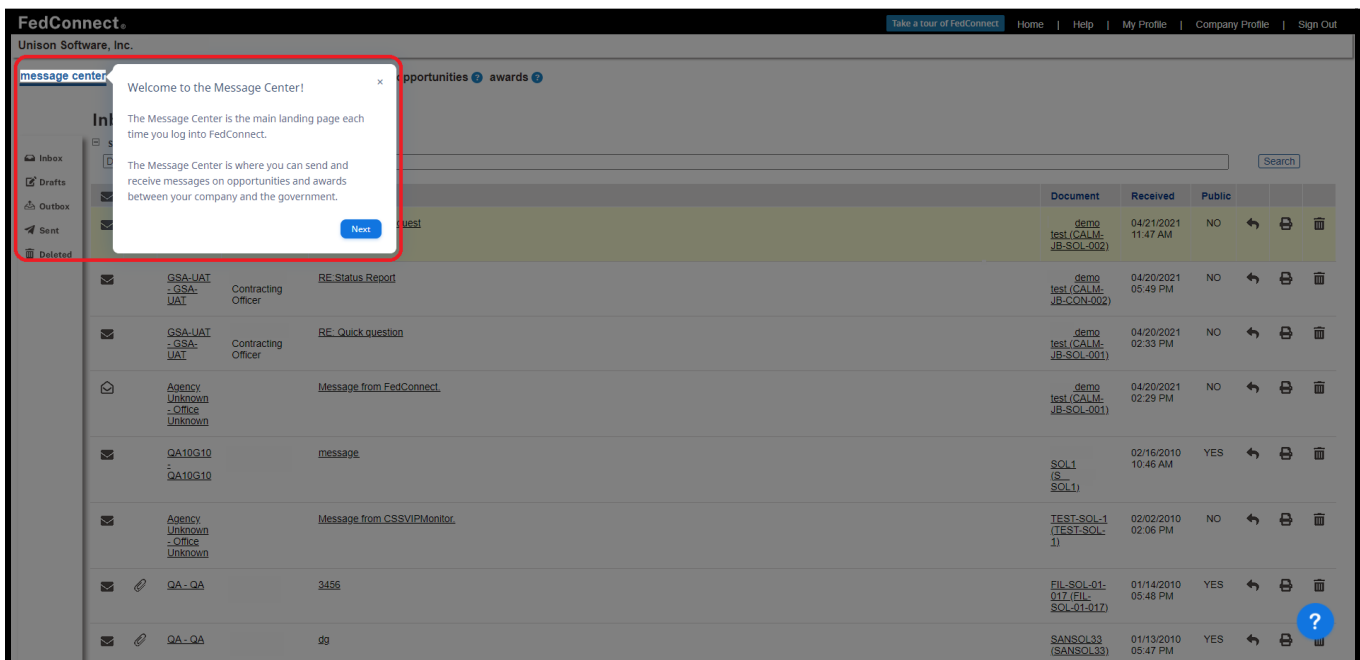 FedConnect®
Take a tour of FedConnect Home | Help | My Profile | Company Profile | Sign Out
Unison Software, Inc.
message center
opportunities ? awards ?
Welcome to the Message Center! ×
The Message Center is the main landing page each
time you log into FedConnect.
The Message Center is where you can send and
receive messages on opportunities and awards
between your company and the government.
Next
Inbox
Drafts
Outbox
Sent
Deleted
Search
Document Received Public
demo
test (CALM-
JB-SOL-002)
04/21/2021
11:47 AM
NO
GSA-UAT
- GSA-
UAT
Contracting
Officer
RE:Status Report
demo
test (CALM-
JB-CON-002)
04/20/2021
05:49 PM
NO
GSA-UAT
- GSA-
UAT
Contracting
Officer
RE: Quick question
demo
test (CALM-
JB-SOL-001)
04/20/2021
02:33 PM
NO
Agency
Unknown
- Office
Unknown
Message from FedConnect.
demo
test (CALM-
JB-SOL-001)
04/20/2021
02:29 PM
NO
QA10G10
-
QA10G10
message
SOL1
(S_
SOL1)
02/16/2010
10:46 AM
YES
Agency
Unknown
- Office
Unknown
Message from CSSVIPMonitor.
TEST-SOL-1
(TEST-SOL-
1)
02/02/2010
02:06 PM
NO
QA - QA
3456
FIL-SOL-01-
017 (FIL-
SOL-01-017)
01/14/2010
05:48 PM
YES
QA - QA
dg
SANSOL33
(SANSOL33)
01/13/2010
05:47 PM
YES
?